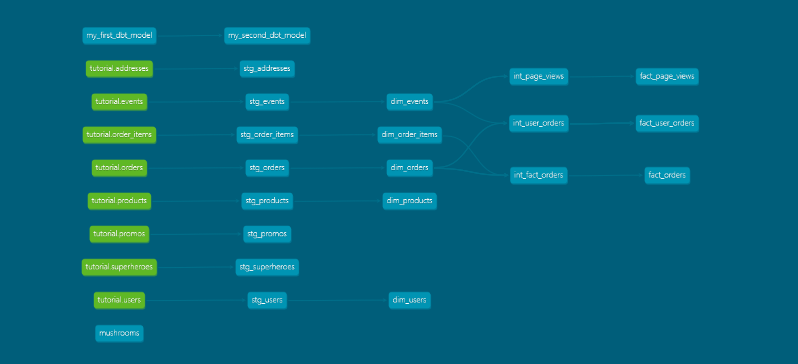 my_first_dbt_model
my_second_dbt_model
tutorial.addresses
stg_addresses
int_page_views
fact_page_views
tutorial.events
stg_events
dim_events
int_user_orders
fact_user_orders
tutorial.order_items
stg_order_items
dim_order_items
tutorial.orders
stg_orders
dim_orders
int_fact_orders
fact_orders
tutorial.products
stg_products
dim_products
tutorial.promos
stg_promos
tutorial.superheroes
stg_superheroes
tutorial.users
stg_users
dim_users
mushrooms